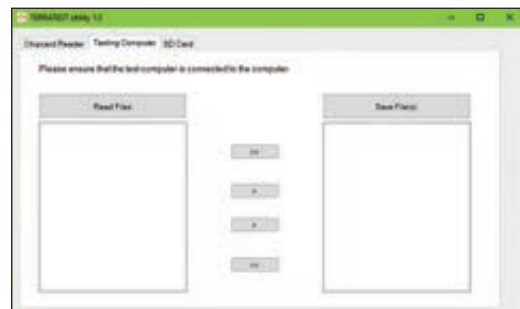 TERRATEST utility 1.0
Chipcard Reader Testing Computer SD Card
Please ensure that the test computer is connected to the computer
Read Files
Save File(s)